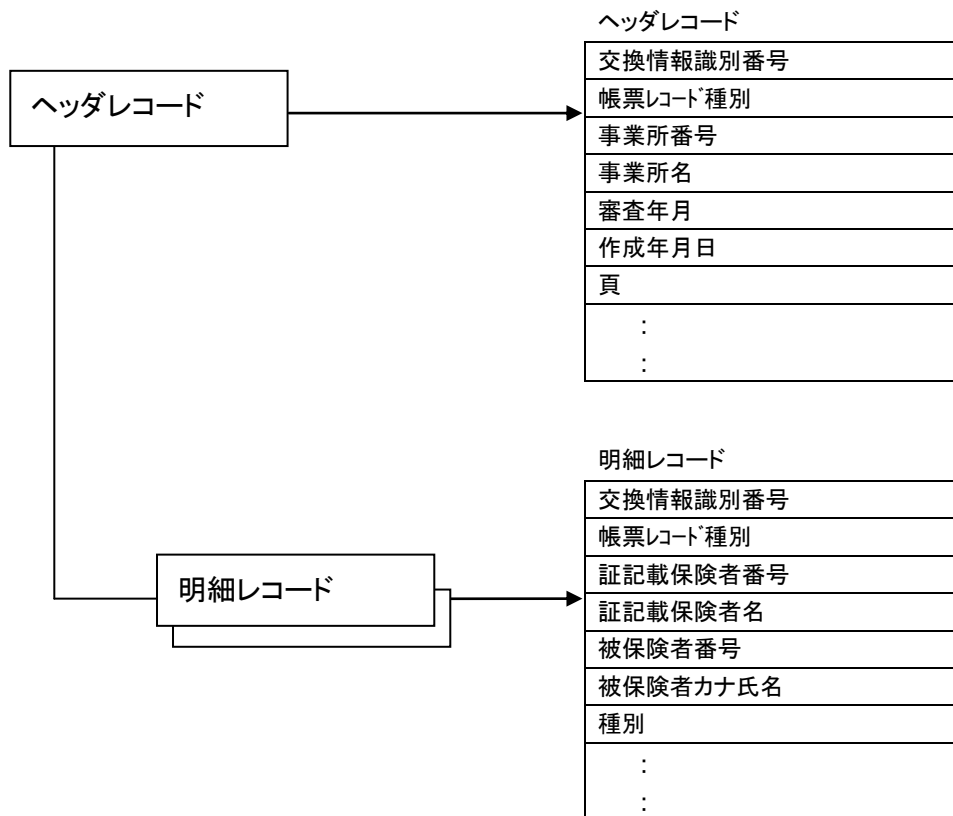 ヘッダレコード
ヘッダレコード
交換情報識別番号
帳票ﾚｺｰﾄﾞ種別
事業所番号
事業所名
審査年月
作成年月日
頁
:
:
明細レコード
明細レコード
交換情報識別番号
帳票ﾚｺｰﾄﾞ種別
証記載保険者番号
証記載保険者名
被保険者番号
被保険者カナ氏名
種別
:
: